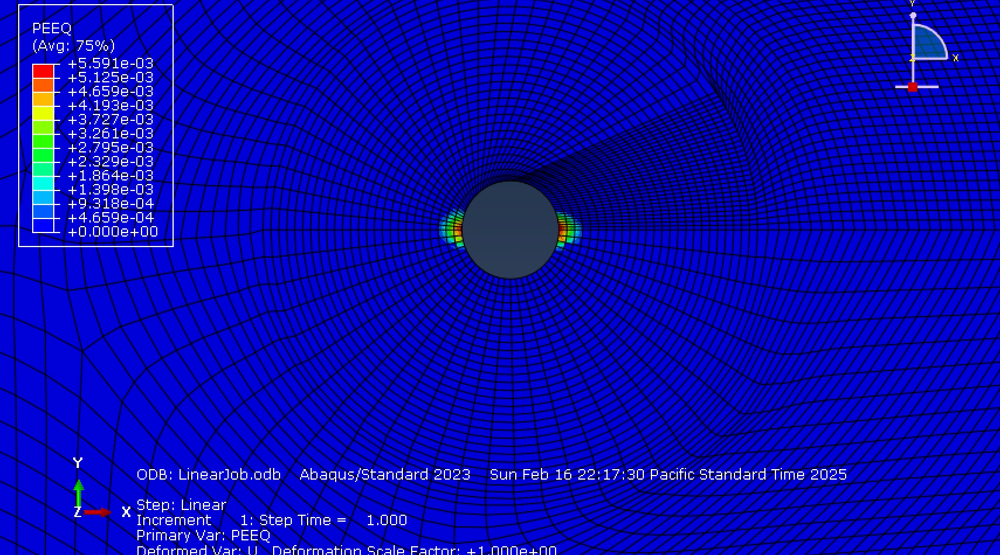 PEEQ
(Avg: 75%)
+5.591e-03
+5.125e-03
+4.659e-03
+4.193e-03
+3.727e-03
+3.261e-03
+2.795e-03
+2.329e-03
+1.864e-03
+1.398e-03
+9.318e-04
+4.659e-04
+0.000e+00
Y
Z
X
Y
Z
X
ODB: LinearJob.odb Abaqus/Standard 2023 Sun Feb 16 22:17:30 Pacific Standard Time 2025
Step: Linear
Increment 1: Step Time = 1.000
Primary Var: PEEQ
Deformed Var: U Deformation Scale Factor: +1.000e+00